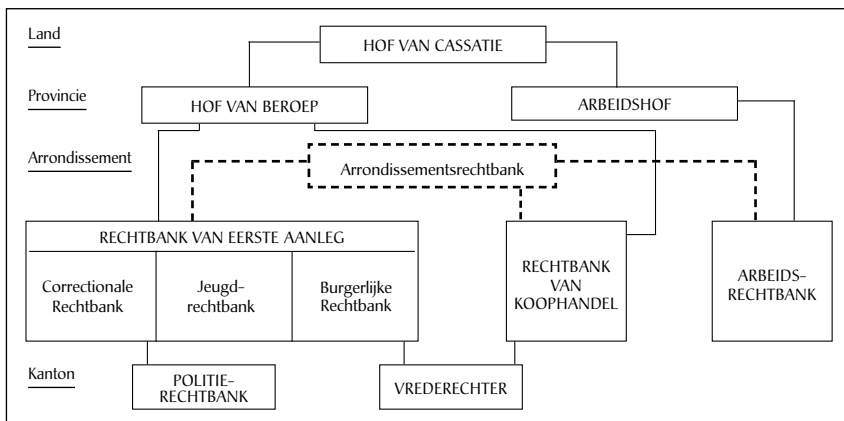 Land
HOF VAN CASSATIE
Provincie
HOF VAN BEROEP
ARBEIDSHOF
Arrondissement
Arrondissementsrechtbank
RECHTBANK VAN EERSTE AANLEG
Correctionale
Rechtbank
Jeugd-
rechtbank
Burgerlijke
Rechtbank
RECHTBANK
VAN
KOOPHANDEL
ARBEIDS-
RECHTBANK
Kanton
POLITIE-
RECHTBANK
VREDERECHTER